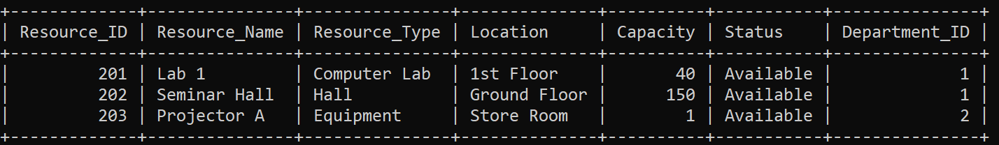 +-------------+---------------+---------------+--------------+----------+-----------+---------------+
| Resource_ID | Resource_Name | Resource_Type | Location     | Capacity | Status    | Department_ID |
+-------------+---------------+---------------+--------------+----------+-----------+---------------+
|         201 | Lab 1         | Computer Lab  | 1st Floor    |       40 | Available |             1 |
|         202 | Seminar Hall  | Hall          | Ground Floor |      150 | Available |             1 |
|         203 | Projector A   | Equipment     | Store Room   |        1 | Available |             2 |
+-------------+---------------+---------------+--------------+----------+-----------+---------------+